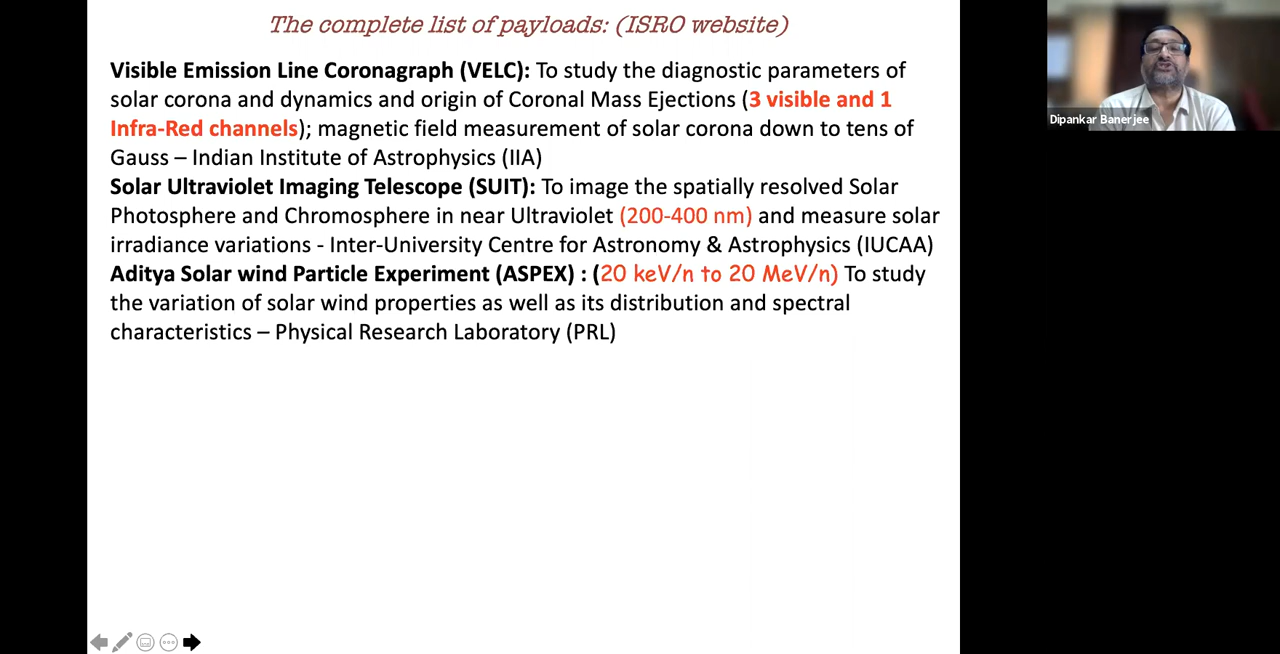 The complete list of payloads: (ISRO website)
Visible Emission Line Coronagraph (VELC): To study the diagnostic parameters of
solar corona and dynamics and origin of Coronal Mass Ejections (3 visible and 1
Infra-Red channels); magnetic field measurement of solar corona down to tens of
Gauss – Indian Institute of Astrophysics (IIA)
Solar Ultraviolet Imaging Telescope (SUIT): To image the spatially resolved Solar
Photosphere and Chromosphere in near Ultraviolet (200-400 nm) and measure solar
irradiance variations - Inter-University Centre for Astronomy & Astrophysics (IUCAA)
Aditya Solar wind Particle Experiment (ASPEX) : (20 keV/n to 20 MeV/n) To study
the variation of solar wind properties as well as its distribution and spectral
characteristics – Physical Research Laboratory (PRL)
Dipankar Banerjee